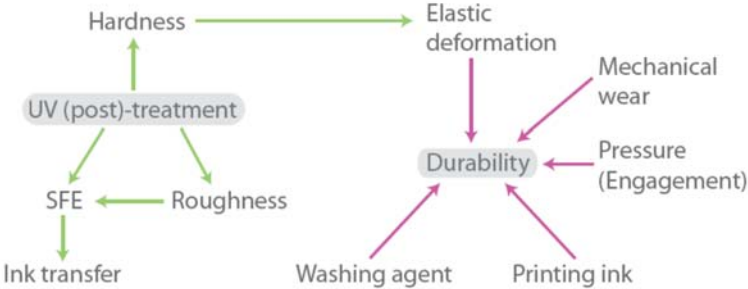 Hardness
Elastic
deformation
Mechanical
wear
UV (post)-treatment
Durability
Pressure
(Engagement)
SFE
Roughness
Ink transfer
Washing agent
Printing ink